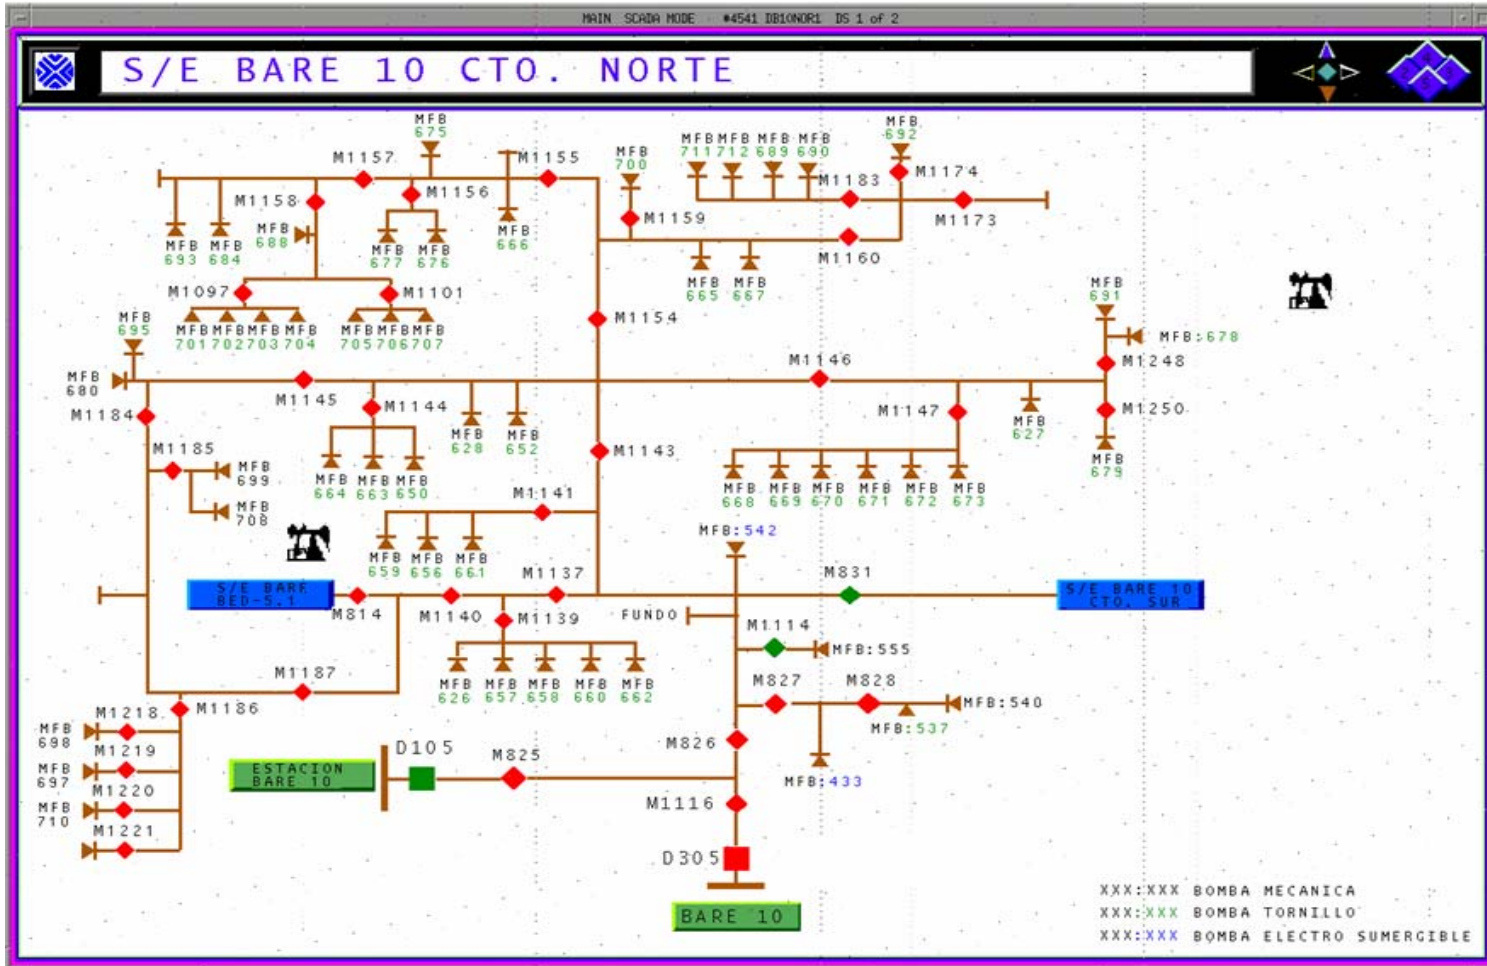 MAIN SCADA MODE #4541 DB10NOR1 DS 1 of 2
S/E BARE 10 CTO. NORTE
MFB
675
M1157
M1155
M1158
M1156
MFB
688
MFB
693
MFB
684
MFB
677
MFB
676
MFB
666
M1097
M1101
MFB MFB MFB MFB
701 702 703 704
MFB MFB MFB
705 706 707
MFB
700
M1159
MFB MFB MFB MFB
711 712 689 690
MFB
692
M1183
M1174
M1173
M1160
MFB
665
MFB
667
M1154
MFB
691
MFB:678
M1248
M1146
M1250
MFB
679
M1147
MFB
627
MFB
668
MFB
669
MFB
670
MFB
671
MFB
672
MFB
673
MFB
695
MFB
680
M1184
M1145
M1144
MFB
628
MFB
652
M1143
M1185
MFB
699
MFB
708
MFB
664
MFB
663
MFB
650
M1141
MFB
659
MFB
656
MFB
661
MFB:542
S/E BARE
BED-5.1
M814
M1140
M1137
M1139
M831
S/E BARE 10
CTO. SUR
FUNDO
M1114
MFB:555
MFB
626
MFB
657
MFB
658
MFB
660
MFB
662
M1187
M1186
M827
M828
MFB:540
MFB:537
MFB:433
M826
M1218
MFB
698
M1219
MFB
697
M1220
MFB
710
M1221
ESTACION
BARE 10
D105
M825
M1116
D305
BARE 10
XXX:XXX BOMBA MECANICA
XXX:XXX BOMBA TORNILLO
XXX:XXX BOMBA ELECTRO SUMERGIBLE